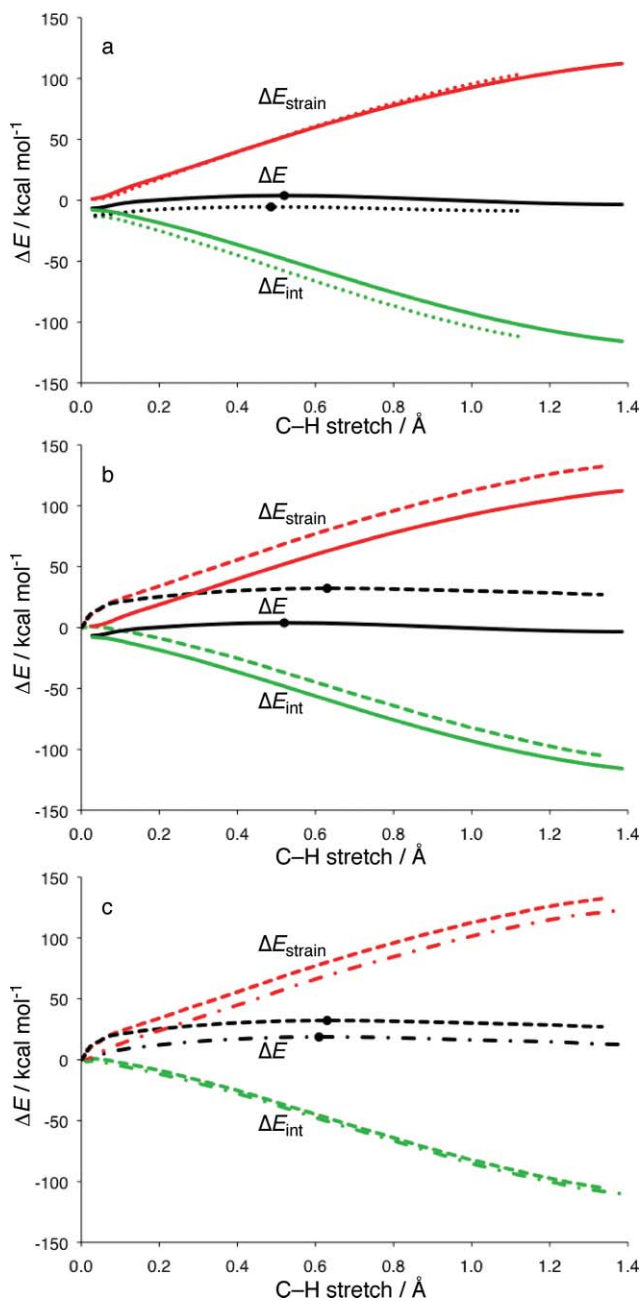 a
150
100
50
0
-50
-100
-150
ΔE / kcal mol⁻¹
ΔEstrain
ΔE
ΔEint
0.0 0.2 0.4 0.6 0.8 1.0 1.2 1.4
C–H stretch / Å
b
150
100
50
0
-50
-100
-150
ΔE / kcal mol⁻¹
ΔEstrain
ΔE
ΔEint
0.0 0.2 0.4 0.6 0.8 1.0 1.2 1.4
C–H stretch / Å
c
150
100
50
0
-50
-100
-150
ΔE / kcal mol⁻¹
ΔEstrain
ΔE
ΔEint
0.0 0.2 0.4 0.6 0.8 1.0 1.2 1.4
C–H stretch / Å